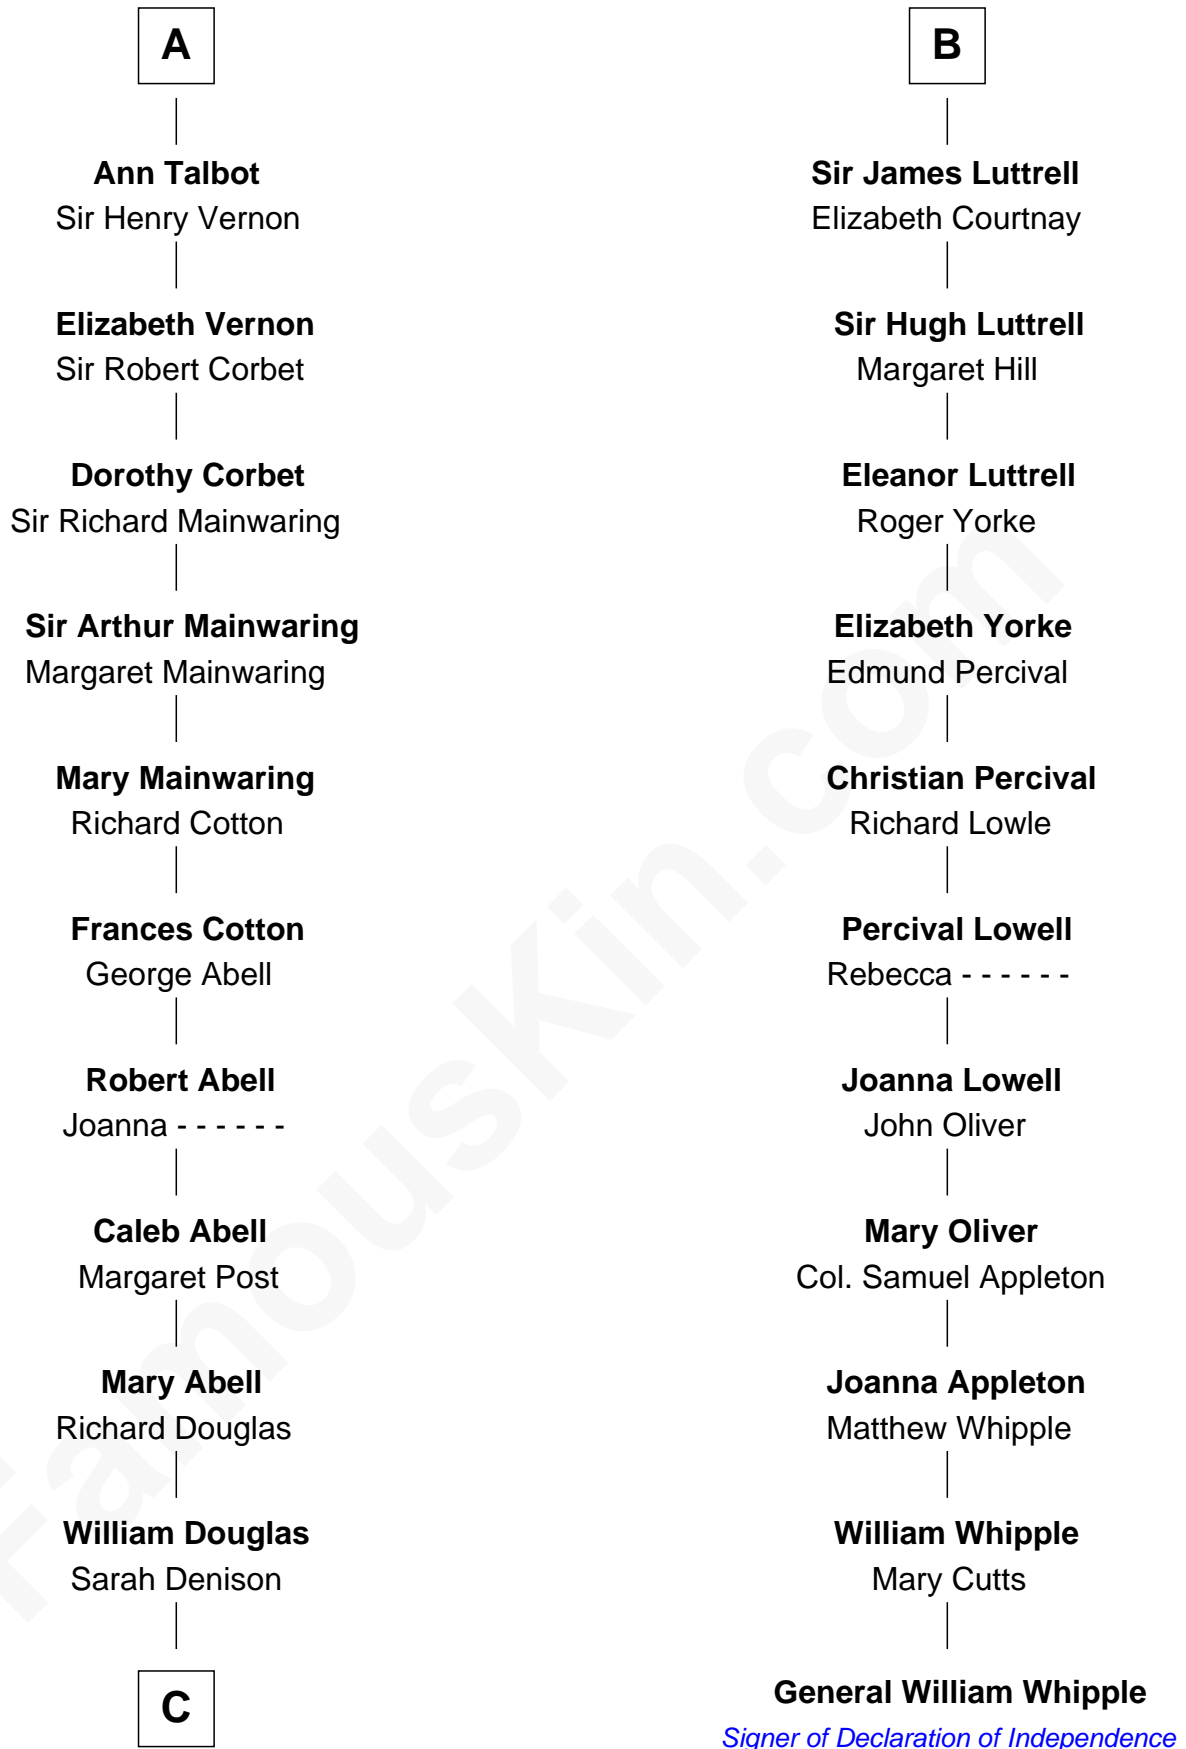 A
Ann Talbot
Sir Henry Vernon
Elizabeth Vernon
Sir Robert Corbet
Dorothy Corbet
Sir Richard Mainwaring
Sir Arthur Mainwaring
Margaret Mainwaring
Mary Mainwaring
Richard Cotton
Frances Cotton
George Abell
Robert Abell
Joanna - - - - - -
Caleb Abell
Margaret Post
Mary Abell
Richard Douglas
William Douglas
Sarah Denison
C
B
Sir James Luttrell
Elizabeth Courtnay
Sir Hugh Luttrell
Margaret Hill
Eleanor Luttrell
Roger Yorke
Elizabeth Yorke
Edmund Percival
Christian Percival
Richard Lowle
Percival Lowell
Rebecca - - - - - -
Joanna Lowell
John Oliver
Mary Oliver
Col. Samuel Appleton
Joanna Appleton
Matthew Whipple
William Whipple
Mary Cutts
General William Whipple
Signer of Declaration of Independence
FamousKin.com